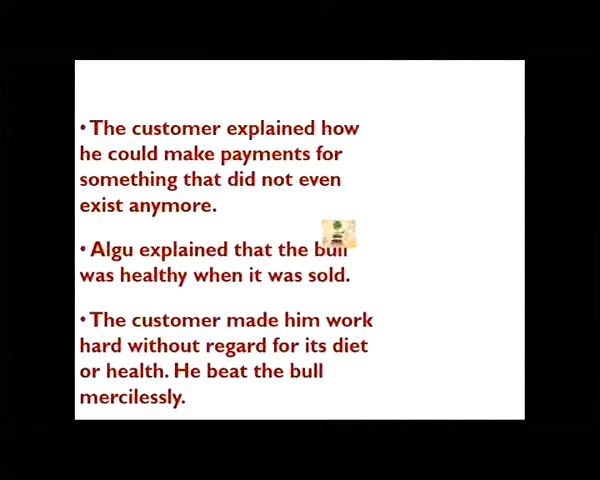 • The customer explained how
he could make payments for
something that did not even
exist anymore.
• Algu explained that the bull
was healthy when it was sold.
• The customer made him work
hard without regard for its diet
or health. He beat the bull
mercilessly.